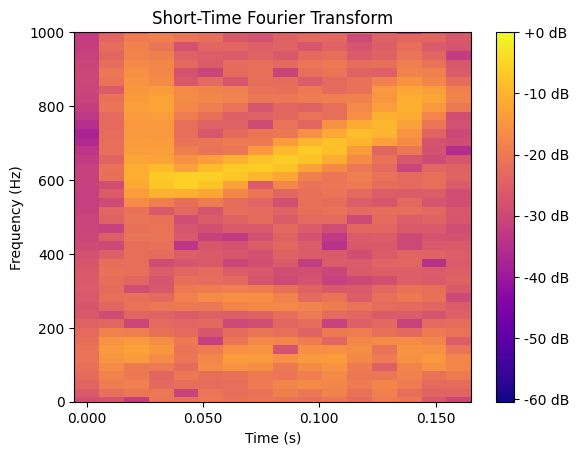 Short-Time Fourier Transform
1000
800
600
400
200
0
Frequency (Hz)
0.000
0.050
0.100
0.150
Time (s)
+0 dB
-10 dB
-20 dB
-30 dB
-40 dB
-50 dB
-60 dB